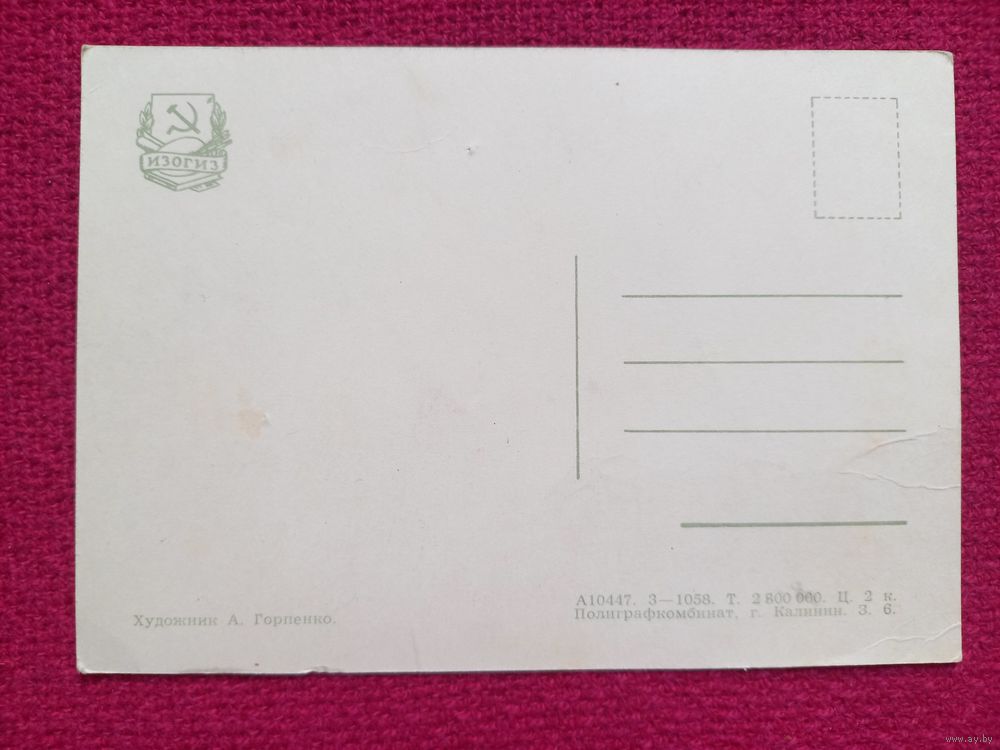 ИЗОГИЗ
Художник А. Горпенко.
А10447. 3—1058. Т. 2 800 000. Ц. 2 к.
Полиграфкомбинат, г. Калинин. З. 6.
www.ay.by